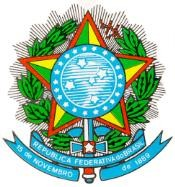 REPÚBLICA FEDERATIVA do BRASIL
15 de NOVEMBRO
de 1889